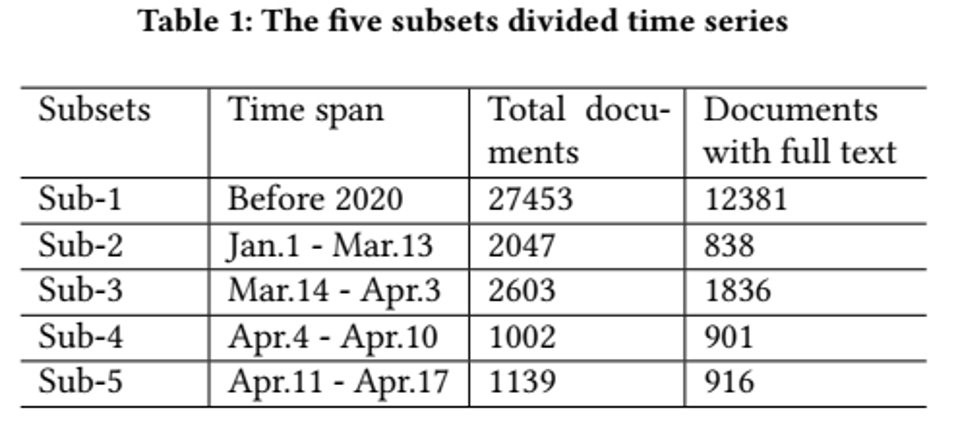 Table 1: The five subsets divided time series
Subsets Time span Total docu- Documents
ments with full text
Sub-1 Before 2020 27453 12381
Sub-2 Jan.1 - Mar.13 2047 838
Sub-3 Mar.14 - Apr.3 2603 1836
Sub-4 Apr.4 - Apr.10 1002 901
Sub-5 Apr.11 - Apr.17 1139 916